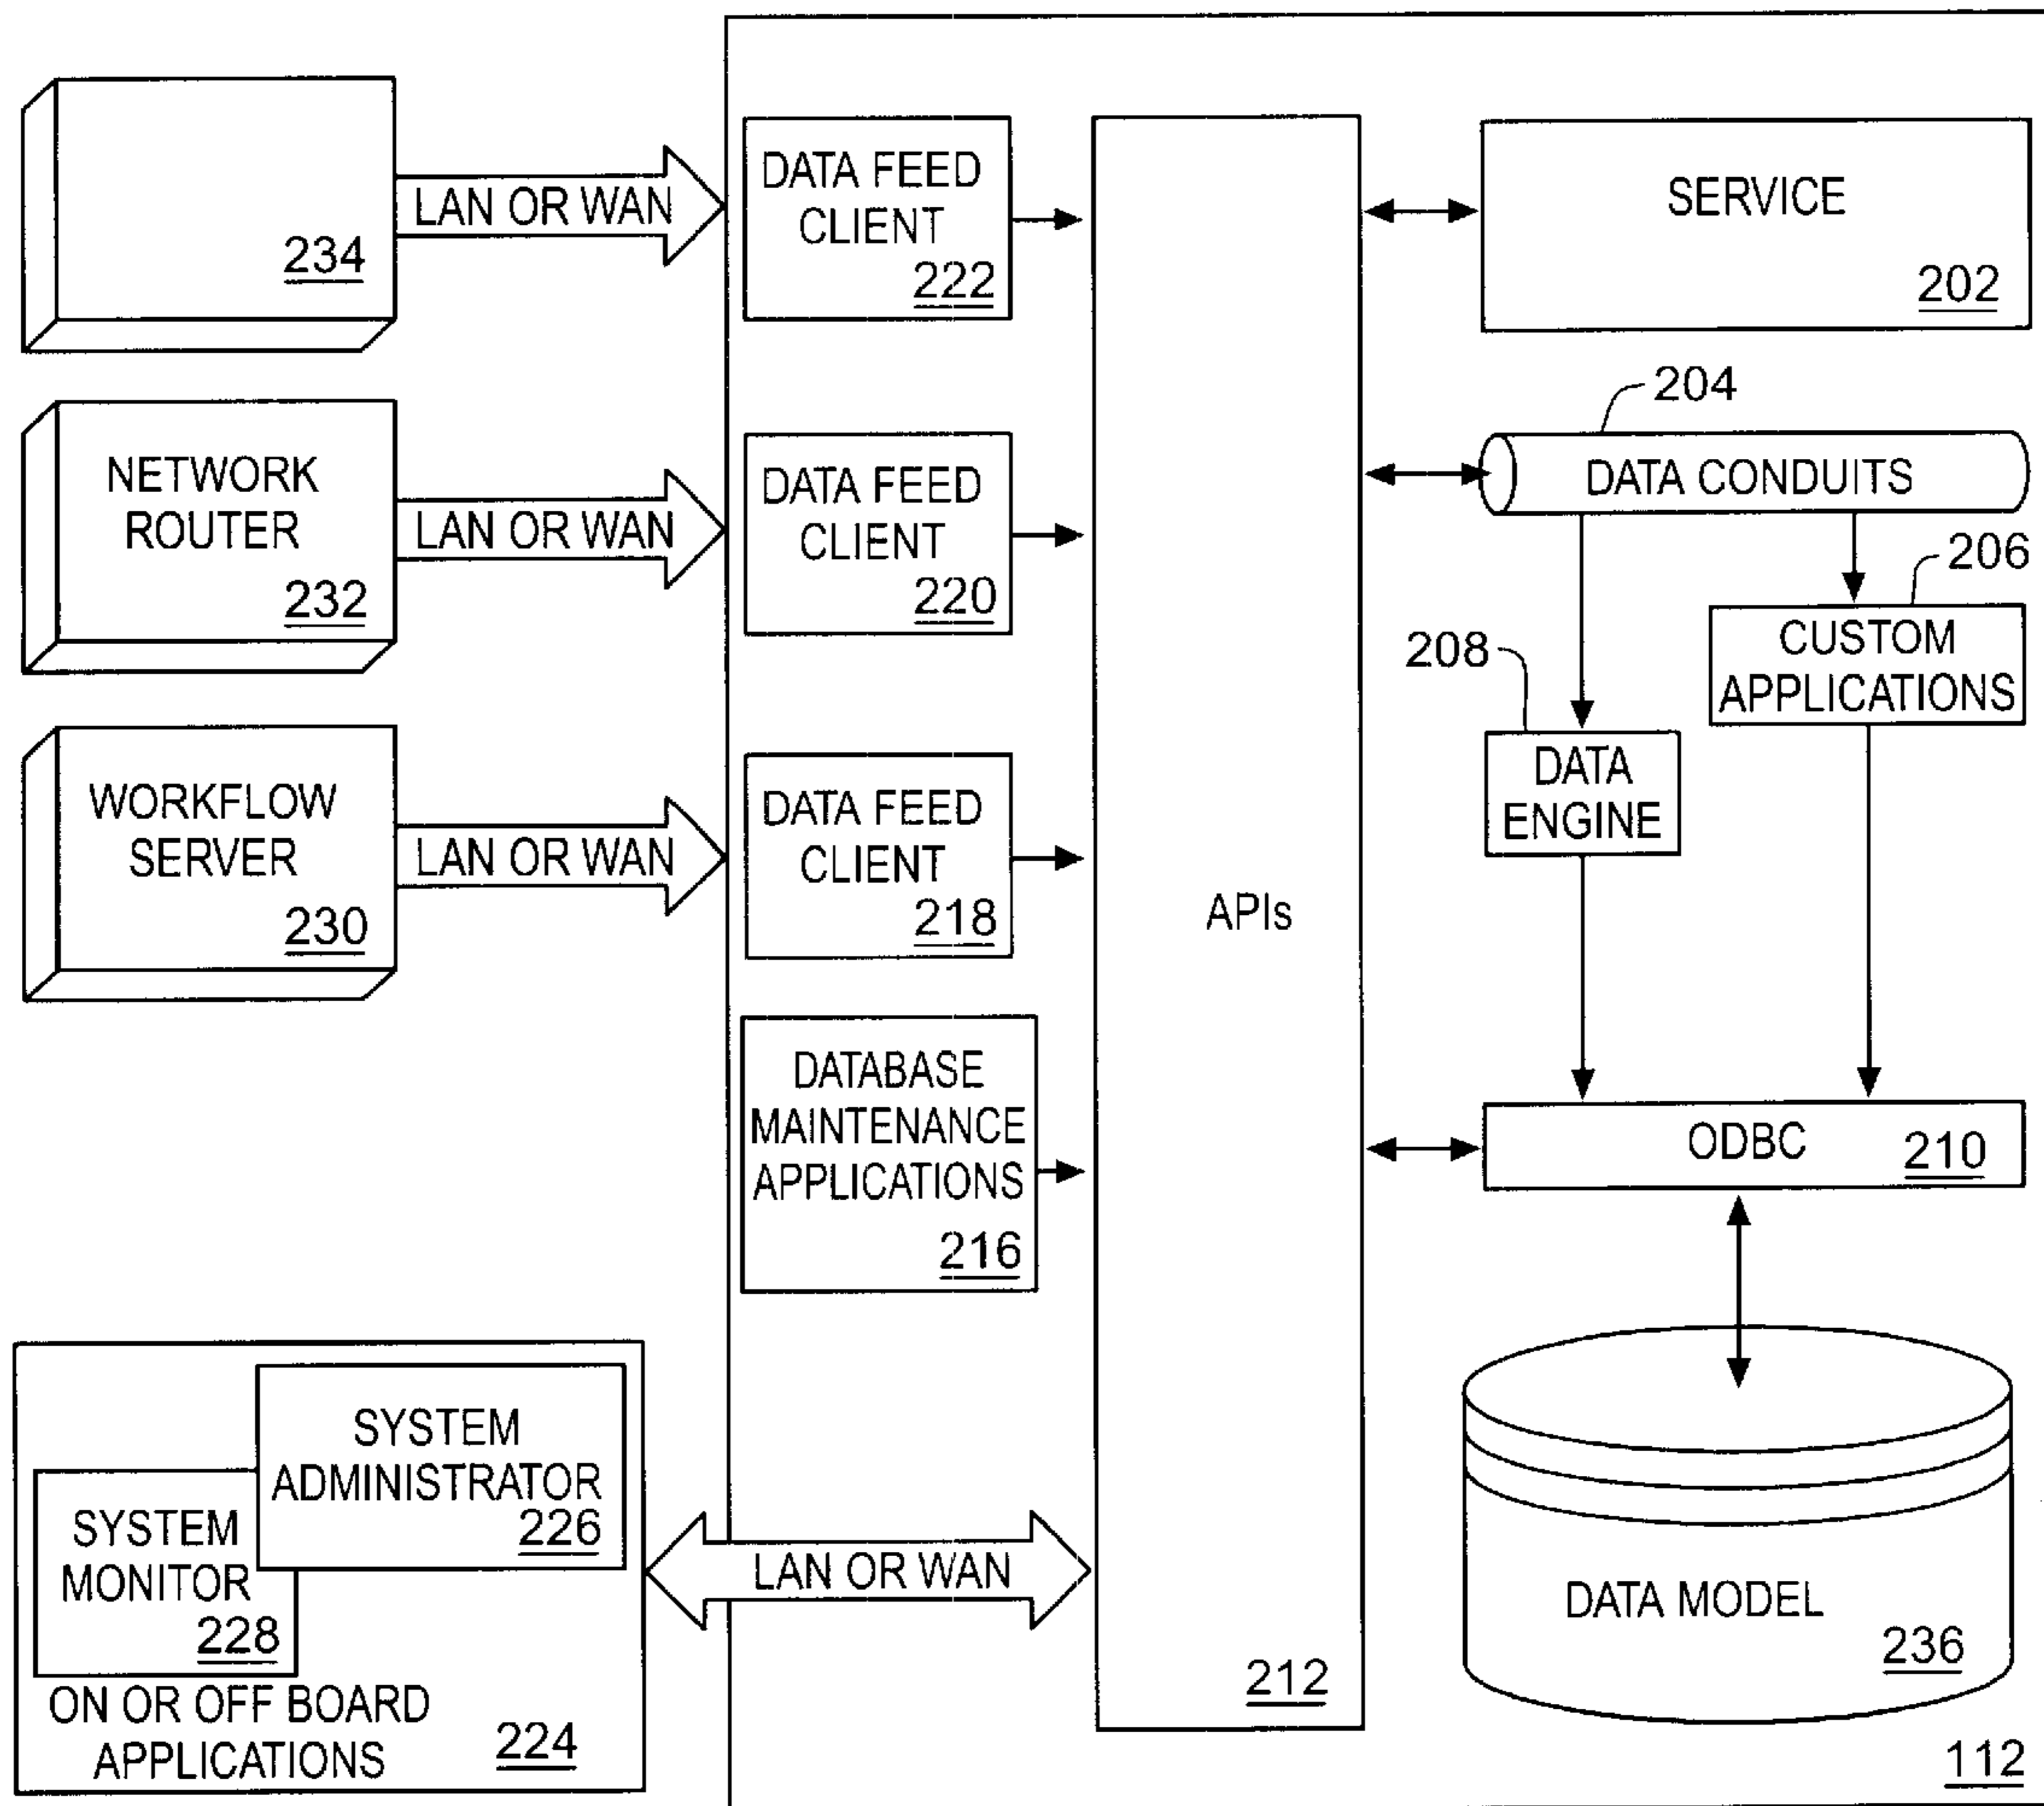 234
LAN OR WAN
DATA FEED
CLIENT
222
SERVICE
202
204
DATA CONDUITS
NETWORK
ROUTER
232
LAN OR WAN
DATA FEED
CLIENT
220
206
CUSTOM
APPLICATIONS
208
DATA
ENGINE
WORKFLOW
SERVER
230
LAN OR WAN
DATA FEED
CLIENT
218
APIs
212
DATABASE
MAINTENANCE
APPLICATIONS
216
ODBC
210
SYSTEM
ADMINISTRATOR
226
SYSTEM
MONITOR
228
ON OR OFF BOARD
APPLICATIONS
224
LAN OR WAN
DATA MODEL
236
112